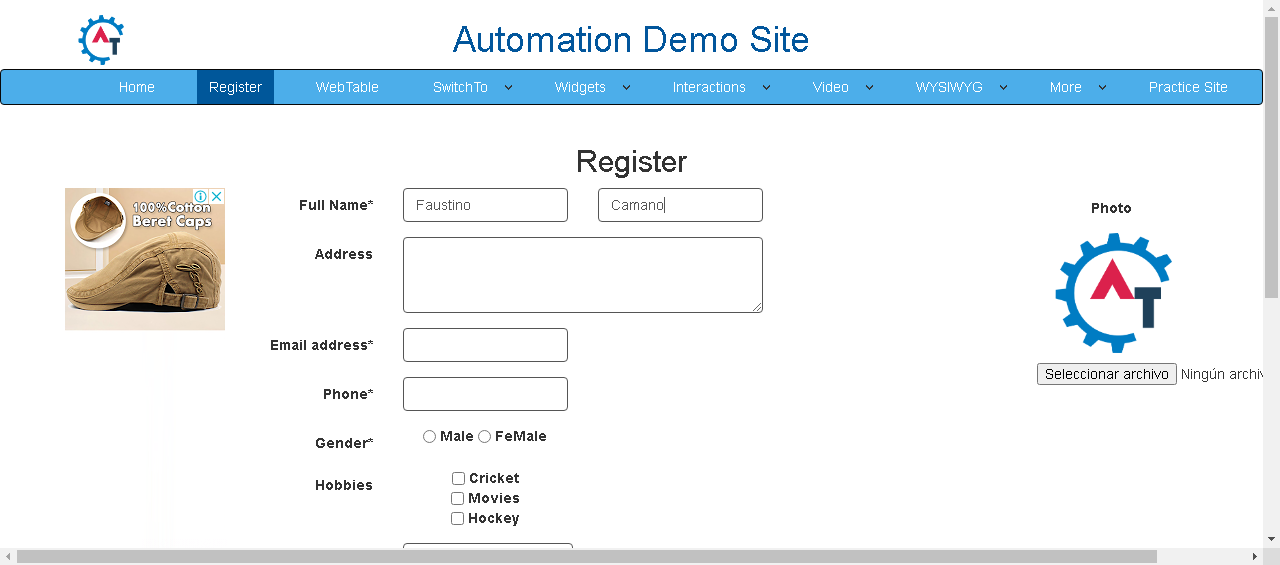 Automation Demo Site
Home Register WebTable SwitchTo Widgets Interactions Video WYSIWYG More Practice Site
Register
100%Cotton
Beret Caps
Full Name* Faustino Camano
Photo
Address
Email address*
Seleccionar archivo Ningún archiv
Phone*
Gender* Male FeMale
Hobbies Cricket
Movies
Hockey